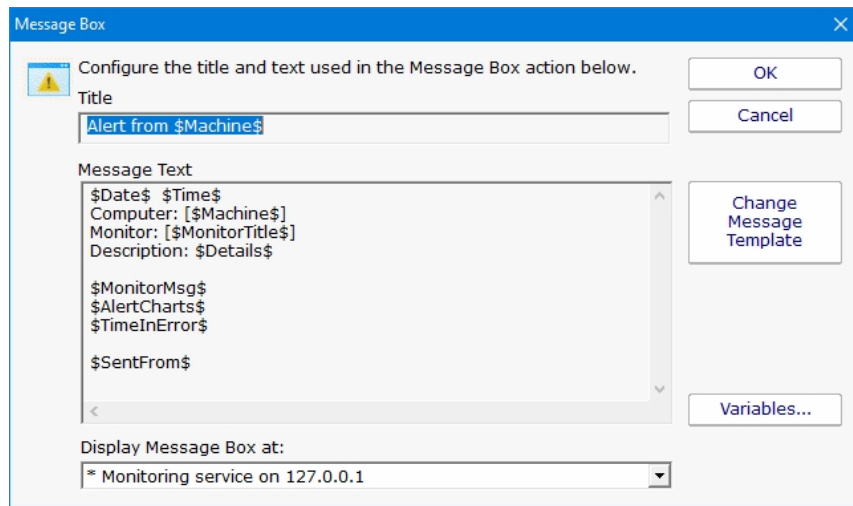 Message Box
Configure the title and text used in the Message Box action below.
OK
Title
Cancel
Alert from $Machine$
Message Text
$Date$  $Time$
Computer: [$Machine$]
Monitor: [$MonitorTitle$]
Description: $Details$
$MonitorMsg$
$AlertCharts$
$TimeInError$
$SentFrom$
Change
Message
Template
Variables...
Display Message Box at:
* Monitoring service on 127.0.0.1